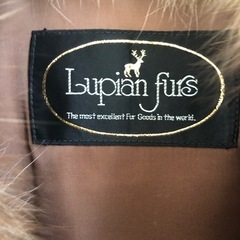 Lupian furs
The most excellent Fur Goods in the world.